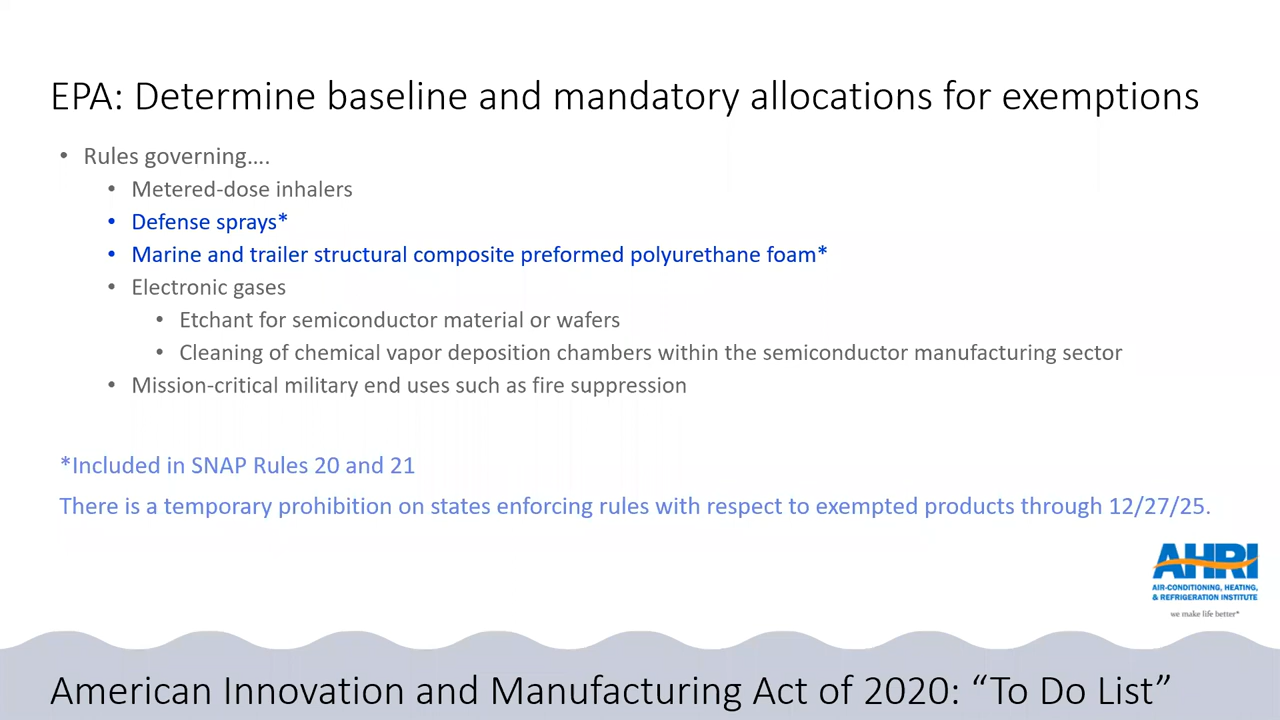 EPA: Determine baseline and mandatory allocations for exemptions
• Rules governing....
• Metered-dose inhalers
• Defense sprays*
• Marine and trailer structural composite preformed polyurethane foam*
• Electronic gases
• Etchant for semiconductor material or wafers
• Cleaning of chemical vapor deposition chambers within the semiconductor manufacturing sector
• Mission-critical military end uses such as fire suppression
*Included in SNAP Rules 20 and 21
There is a temporary prohibition on states enforcing rules with respect to exempted products through 12/27/25.
AHRI
AIR-CONDITIONING, HEATING,
& REFRIGERATION INSTITUTE
we make life better*
American Innovation and Manufacturing Act of 2020: “To Do List”